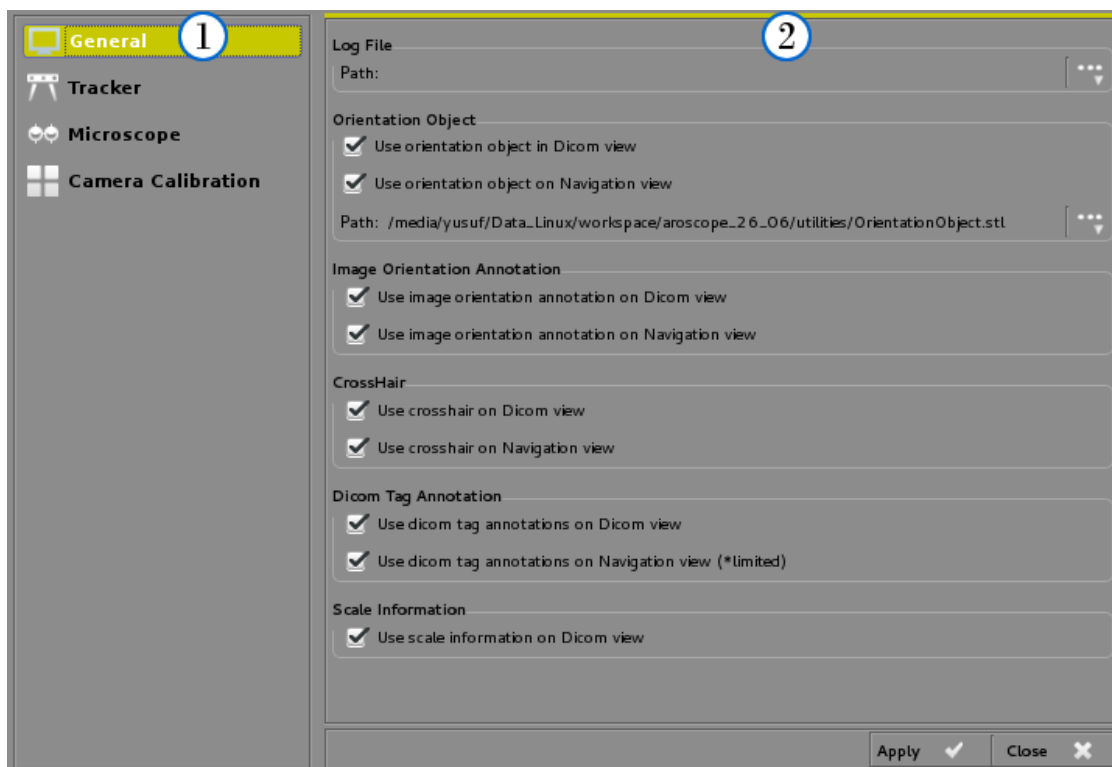 General
1
Tracker
Microscope
Camera Calibration
2
Log File
Path:
Orientation Object
Use orientation object in Dicom view
Use orientation object on Navigation view
Path: /media/yusuf/Data_Linux/workspace/aroscope_26_06/utilities/OrientationObject.stl
Image Orientation Annotation
Use image orientation annotation on Dicom view
Use image orientation annotation on Navigation view
CrossHair
Use crosshair on Dicom view
Use crosshair on Navigation view
Dicom Tag Annotation
Use dicom tag annotations on Dicom view
Use dicom tag annotations on Navigation view (*limited)
Scale Information
Use scale information on Dicom view
Apply
Close